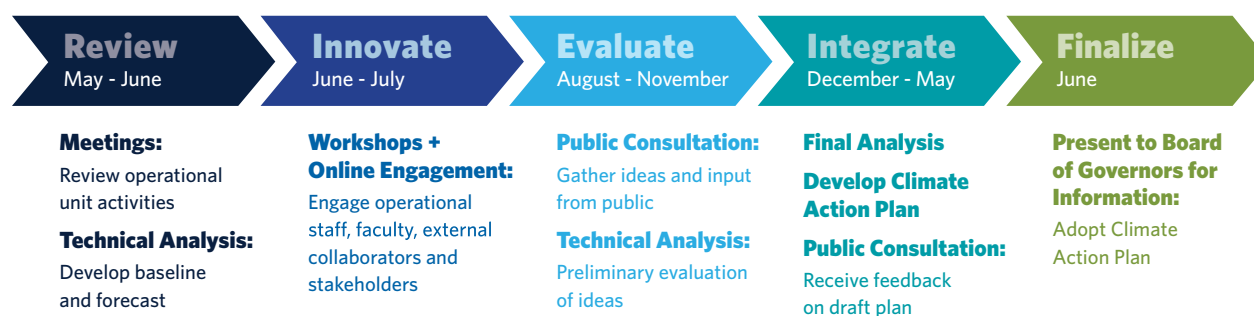 Review
May - June
Meetings:
Review operational
unit activities
Technical Analysis:
Develop baseline
and forecast
Innovate
June - July
Workshops +
Online Engagement:
Engage operational
staff, faculty, external
collaborators and
stakeholders
Evaluate
August - November
Public Consultation:
Gather ideas and input
from public
Technical Analysis:
Preliminary evaluation
of ideas
Integrate
December - May
Final Analysis
Develop Climate
Action Plan
Public Consultation:
Receive feedback
on draft plan
Finalize
June
Present to Board
of Governors for
Information:
Adopt Climate
Action Plan